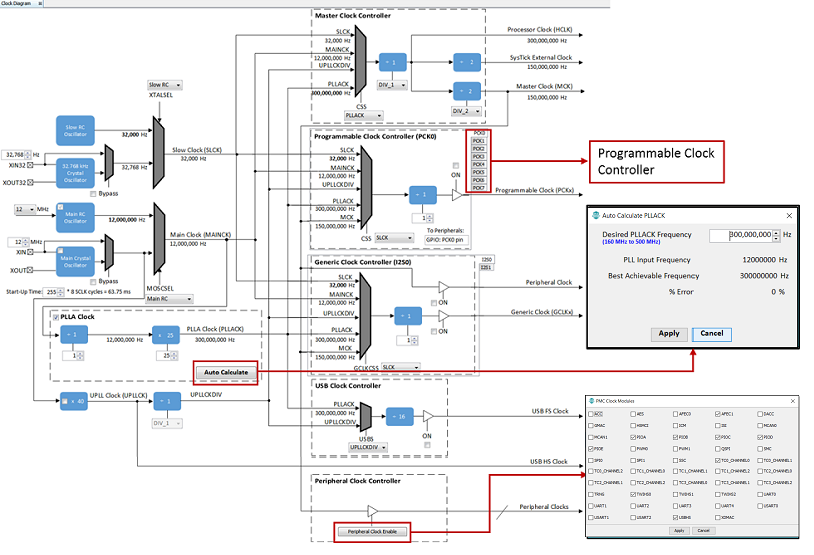 Clock Diagram
Master Clock Controller
SLCK
32,000 Hz
MAINCK
12,000,000 Hz
UPLLCKDIV
PLLACK
300,000,000 Hz
CSS
PLLACK
÷ 1
DIV_1
÷ 2
÷ 2
DIV_2
Processor Clock (HCLK)
300,000,000 Hz
SysTick External Clock
150,000,000 Hz
Master Clock (MCK)
150,000,000 Hz
Slow RC
XTALSEL
Slow RC
Oscillator
32,000 Hz
32,768 Hz
XIN32
XOUT32
32,768 kHz
Crystal
Oscillator
32,768 Hz
Bypass
Slow Clock (SLCK)
32,000 Hz
12 MHz
Main RC
Oscillator
12,000,000 Hz
12 MHz
XIN
XOUT
Main Crystal
Oscillator
Bypass
Main Clock (MAINCK)
12,000,000 Hz
MOSCSEL
Main RC
Start-Up Time: 255 * 8 SCLK cycles = 63.75 ms
Programmable Clock Controller (PCK0)
SLCK
32,000 Hz
MAINCK
12,000,000 Hz
UPLLCKDIV
PLLACK
300,000,000 Hz
MCK
150,000,000 Hz
CSS SLCK
÷ 1
1
ON
To Peripherals:
GPIO: PCK0 pin
PCK0
PCK1
PCK2
PCK3
PCK4
PCK5
PCK6
PCK7
Programmable Clock (PCKx)
Programmable Clock
Controller
Generic Clock Controller (I2S0)
I2S0
I2S1
SLCK
32,000 Hz
MAINCK
12,000,000 Hz
UPLLCKDIV
PLLACK
300,000,000 Hz
MCK
150,000,000 Hz
GCLKCSS SLCK
÷ 1
1
ON
ON
Peripheral Clock
Generic Clock (GCLKx)
PLLA Clock
÷ 1
1
12,000,000 Hz
x 25
25
PLLA Clock (PLLACK)
300,000,000 Hz
Auto Calculate
x 40
UPLL Clock (UPLLCK)
÷ 1
DIV_1
UPLLCKDIV
USB Clock Controller
PLLACK
300,000,000 Hz
UPLLCKDIV
USBS
UPLLCKDIV
÷ 16
ON
USB FS Clock
USB HS Clock
Peripheral Clock Controller
Peripheral Clock Enable
Peripheral Clocks
Auto Calculate PLLACK
Desired PLLACK Frequency 300,000,000 Hz
(160 MHz to 500 MHz)
PLL Input Frequency 12000000 Hz
Best Achievable Frequency 300000000 Hz
% Error 0 %
Apply Cancel
PMC Clock Modules
ACC AES AFEC0 AFEC1 DACC
GMAC HSMCI ICM ISI MCAN0
MCAN1 PIOA PIOB PIOC PIOD
PIOE PWM0 PWM1 QSPI SMC
SPI0 SPI1 SSC TC0_CHANNEL0 TC0_CHANNEL1
TC0_CHANNEL2 TC1_CHANNEL0 TC1_CHANNEL1 TC1_CHANNEL2 TC2_CHANNEL0
TC2_CHANNEL1 TC2_CHANNEL2 TC3_CHANNEL0 TC3_CHANNEL1 TC3_CHANNEL2
TRNG TWIHS0 TWIHS1 TWIHS2 UART0
UART1 UART2 UART3 UART4 USART0
USART1 USART2 USBHS XDMAC
Apply Cancel